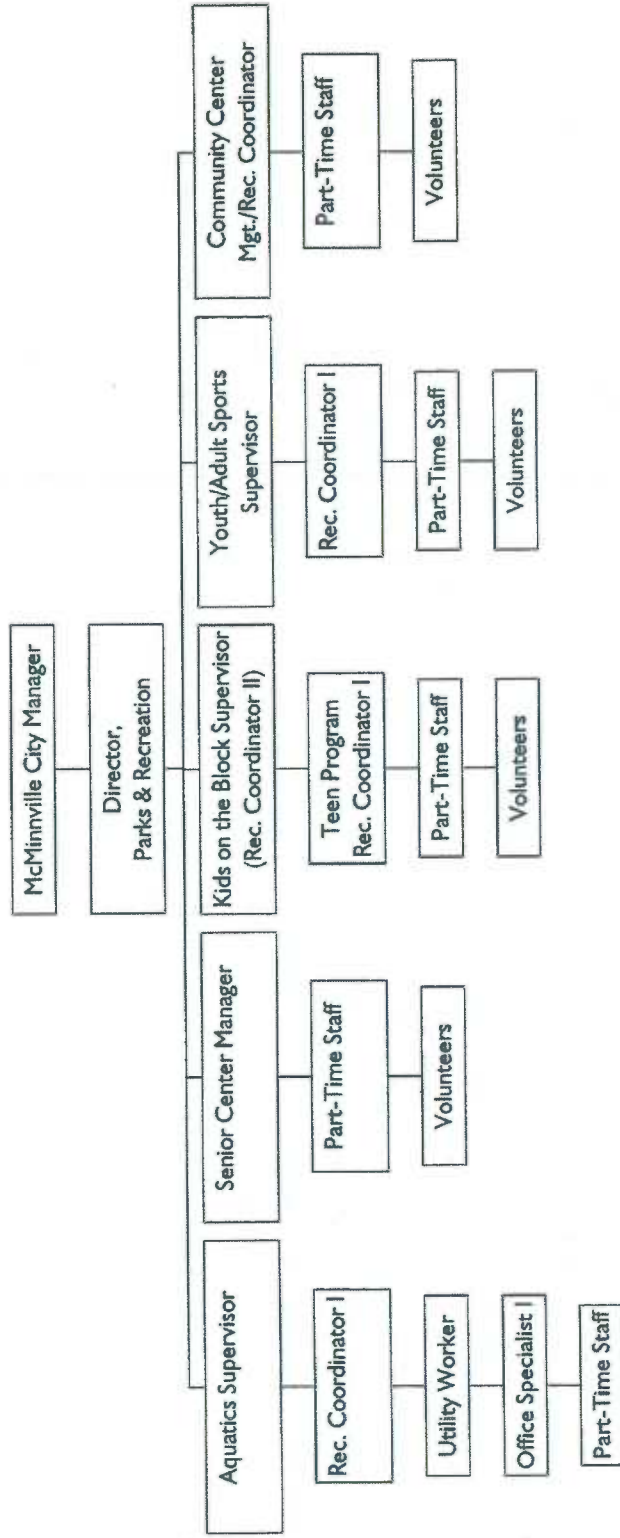 McMinnville City Manager
Director,
Parks & Recreation
Aquatics Supervisor
Rec. Coordinator I
Utility Worker
Office Specialist I
Part-Time Staff
Senior Center Manager
Part-Time Staff
Volunteers
Kids on the Block Supervisor
(Rec. Coordinator II)
Teen Program
Rec. Coordinator I
Part-Time Staff
Volunteers
Youth/Adult Sports
Supervisor
Rec. Coordinator I
Part-Time Staff
Volunteers
Community Center
Mgt./Rec. Coordinator
Part-Time Staff
Volunteers